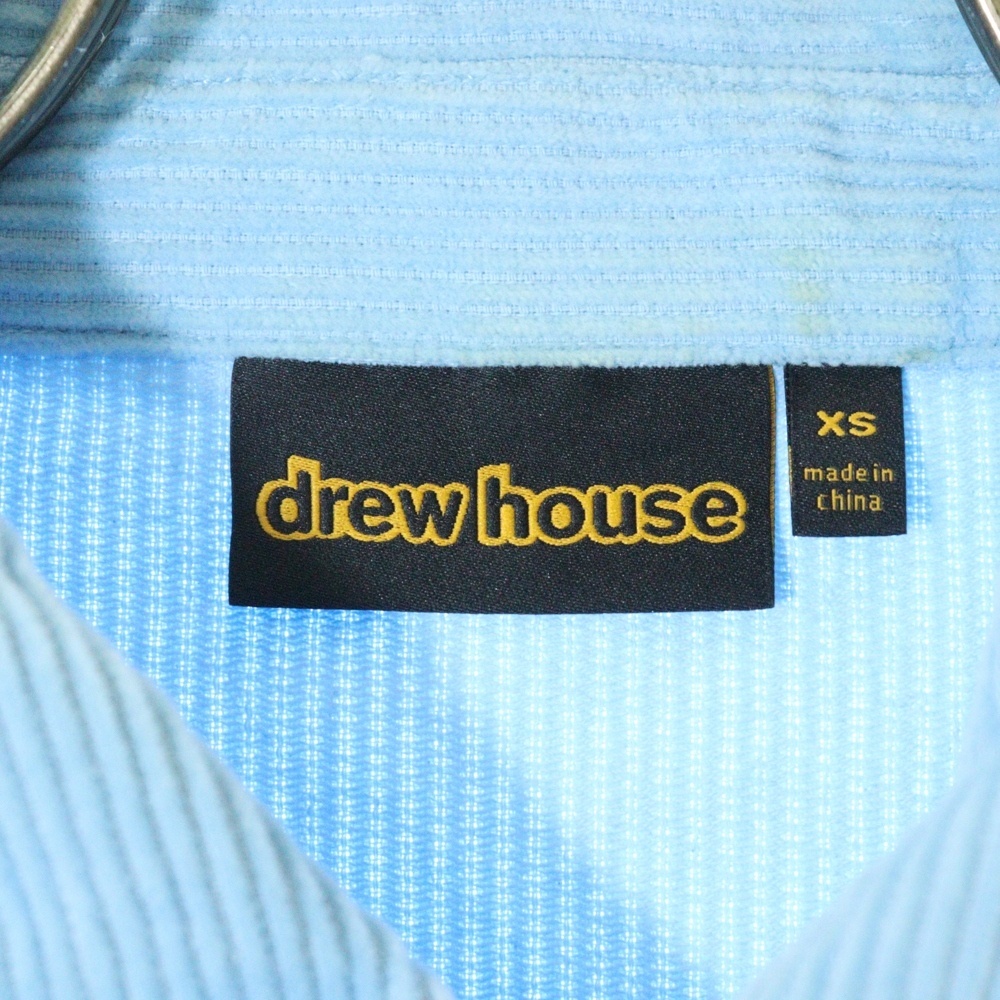 drew house
XS
made in
china